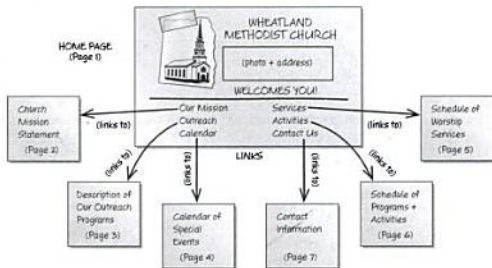 WHEATLAND
METHODIST CHURCH
HOME PAGE
(Page 1)
(photo + address)
WELCOMES YOU!
Our Mission
Outreach
Calendar
Services
Activities
Contact Us
LINKS
Church
Mission
Statement
(Page 2)
(links to)
(links to)
(links to)
(links to)
(links to)
(links to)
Schedule of
Worship
Services
(Page 5)
Description of
Our Outreach
Programs
(Page 3)
Calendar of
Special
Events
(Page 4)
Contact
Information
(Page 7)
Schedule of
Programs +
Activities
(Page 6)